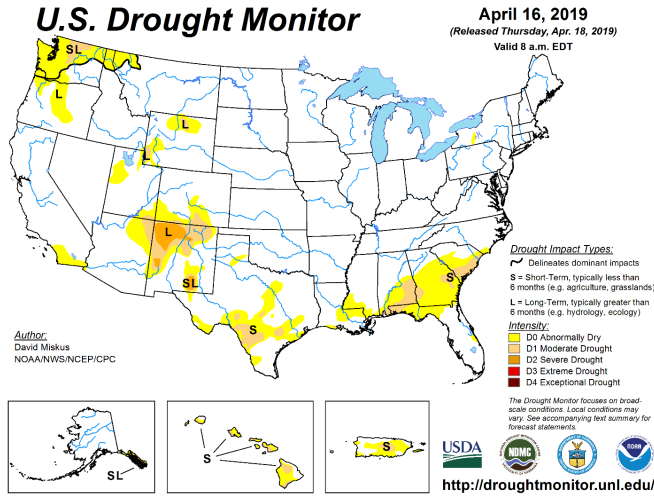 U.S. Drought Monitor
April 16, 2019
(Released Thursday, Apr. 18, 2019)
Valid 8 a.m. EDT
SL
L
L
L
L
SL
S
S
Drought Impact Types:
Delineates dominant impacts
S = Short-Term, typically less than
6 months (e.g. agriculture, grasslands)
L = Long-Term, typically greater than
6 months (e.g. hydrology, ecology)
Intensity:
D0 Abnormally Dry
D1 Moderate Drought
D2 Severe Drought
D3 Extreme Drought
D4 Exceptional Drought
Author:
David Miskus
NOAA/NWS/NCEP/CPC
The Drought Monitor focuses on broad-
scale conditions. Local conditions may
vary. See accompanying text summary for
forecast statements.
SL
S
S
USDA
NDMC
NOAA
http://droughtmonitor.unl.edu/